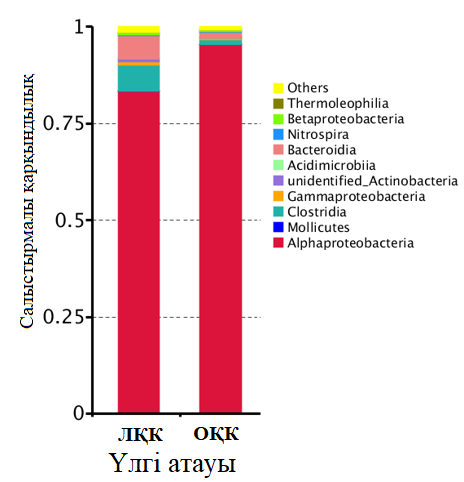 1
0.75
0.5
0.25
0
Салыстырмалы қарқындылық
ЛҚК ОҚК
Үлгі атауы
Others
Thermoleophilia
Betaproteobacteria
Nitrospira
Bacteroidia
Acidimicrobiia
unidentified_Actinobacteria
Gammaproteobacteria
Clostridia
Mollicutes
Alphaproteobacteria